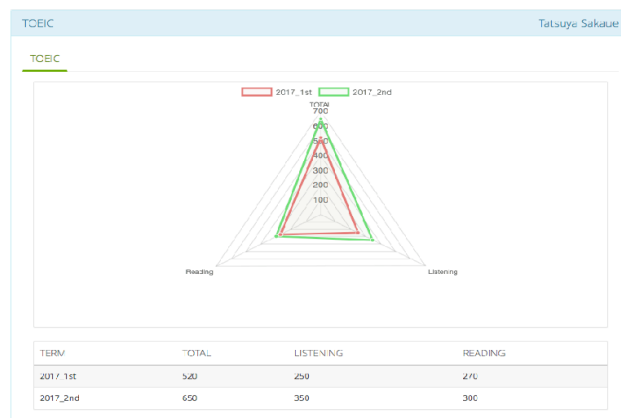 TOEIC Tatsuya Sakaue
TOEIC
2017_1st 2017_2nd
TOTAL
700
600
500
400
300
200
100
Reading Listening
TERM TOTAL LISTENING READING
2017_1st 520 250 270
2017_2nd 650 350 300